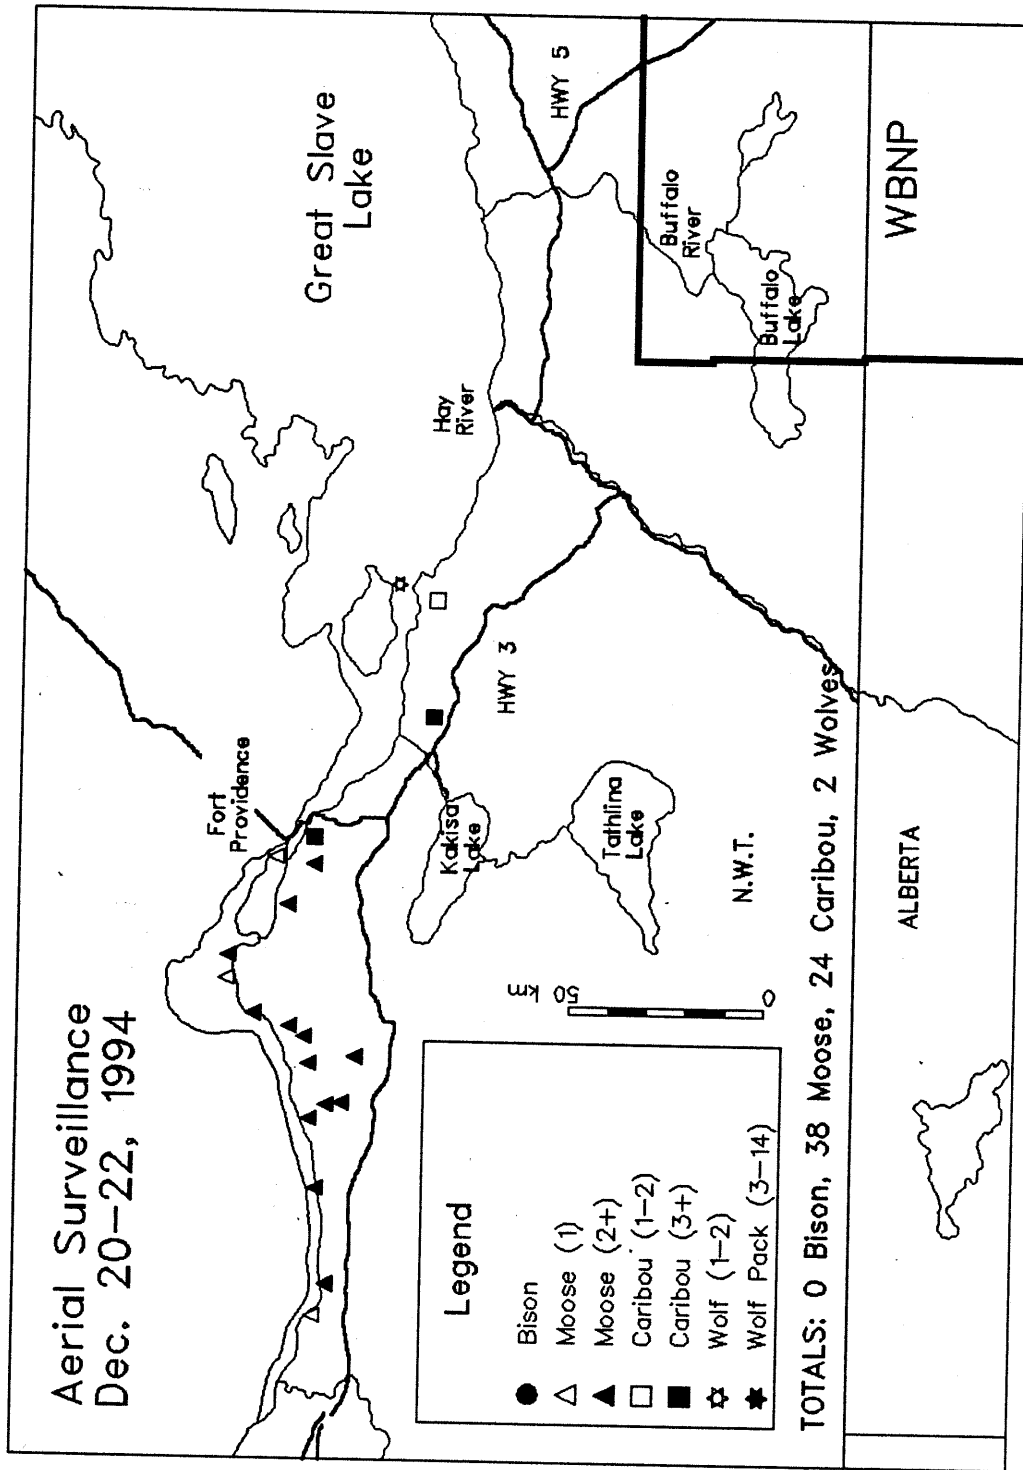 Aerial Surveillance
Dec. 20-22, 1994
Great Slave
Lake
Fort
Providence
Hay
River
HWY 5
HWY 3
Buffalo
River
Buffalo
Lake
WBNP
Kakisa
Lake
Tathlina
Lake
N.W.T.
ALBERTA
50
km
0
Legend
Bison
Moose (1)
Moose (2+)
Caribou (1-2)
Caribou (3+)
Wolf (1-2)
Wolf Pack (3-14)
TOTALS: 0 Bison, 38 Moose, 24 Caribou, 2 Wolves